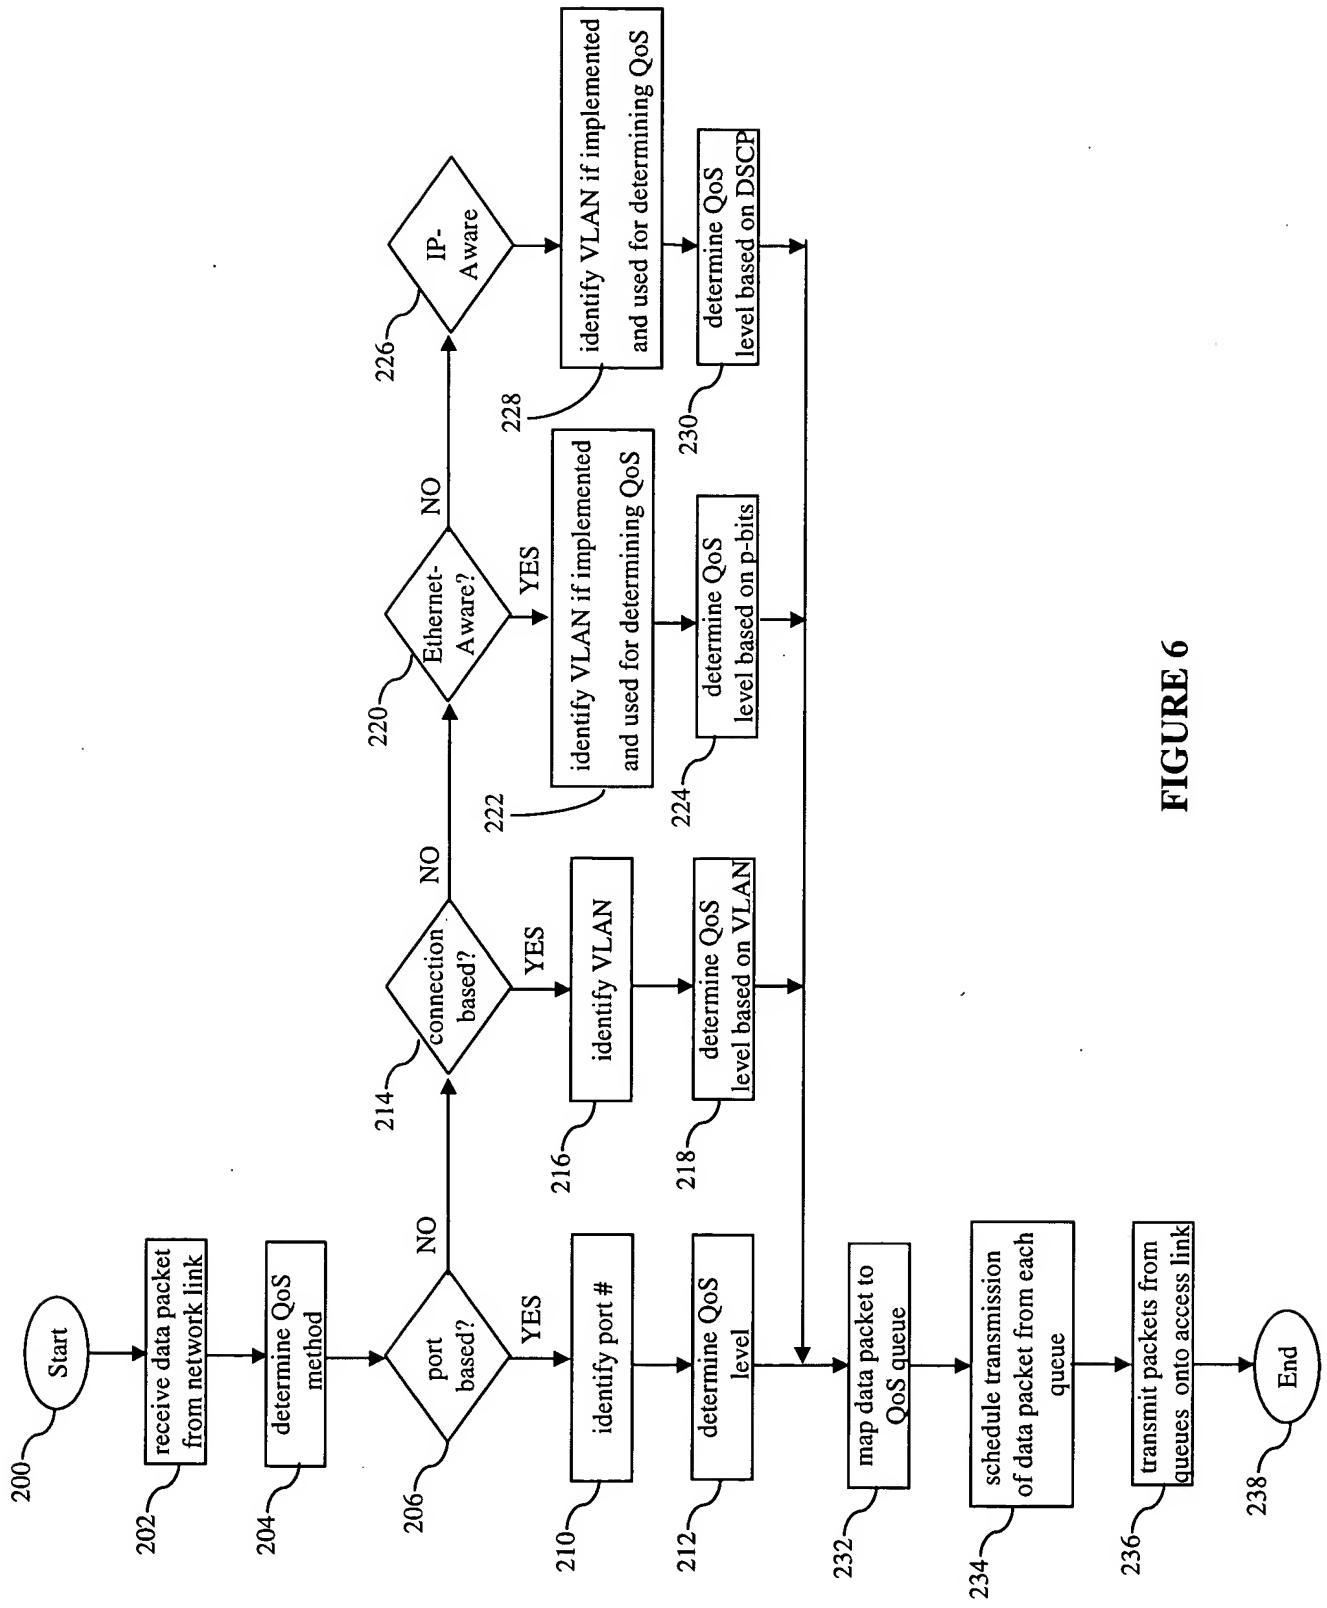 Start
200
receive data packet
from network link
202
determine QoS
method
204
port
based?
206
NO
YES
identify port #
210
determine QoS
level
212
connection
based?
214
NO
YES
identify VLAN
216
determine QoS
level based on VLAN
218
Ethernet-
Aware?
220
NO
YES
identify VLAN if implemented
and used for determining QoS
222
determine QoS
level based on p-bits
224
IP-
Aware
226
identify VLAN if implemented
and used for determining QoS
228
determine QoS
level based on DSCP
230
map data packet to
QoS queue
232
schedule transmission
of data packet from each
queue
234
transmit packets from
queues onto access link
236
End
238
FIGURE 6